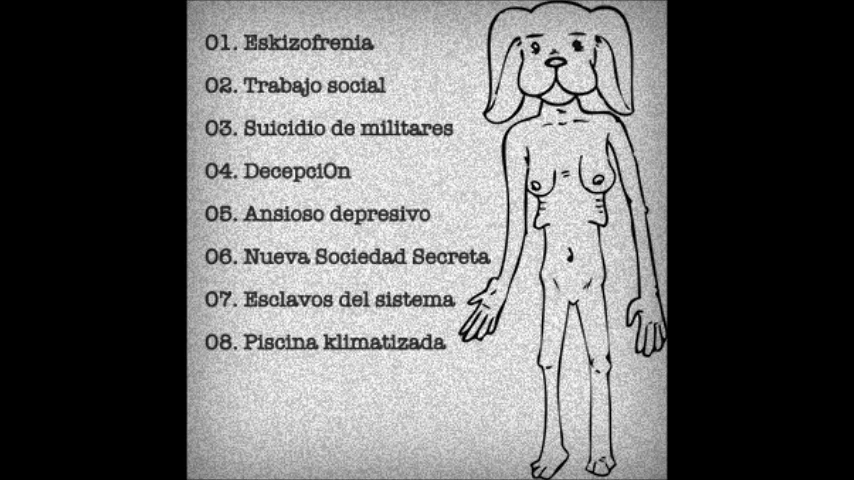 01. Eskizofrenia
02. Trabajo social
03. Suicidio de militares
04. Decepci0n
05. Ansioso depresivo
06. Nueva Sociedad Secreta
07. Esclavos del sistema
08. Piscina klimatizada